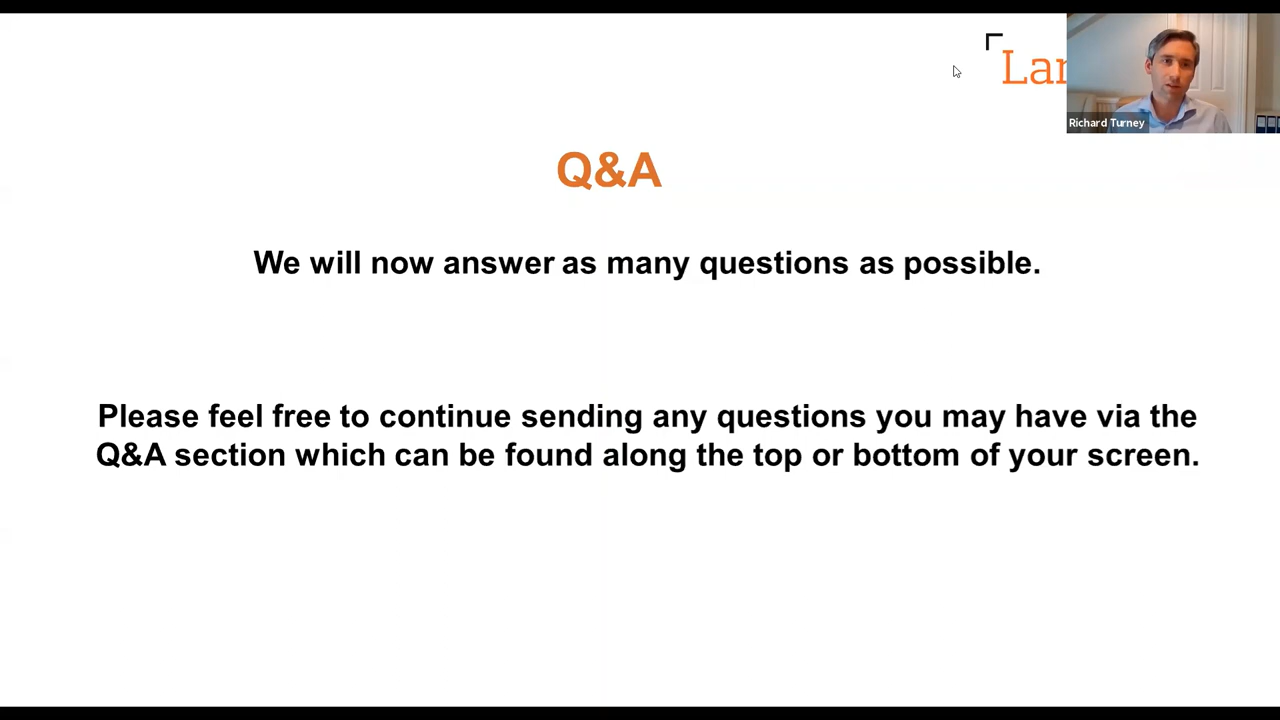 Lan
Richard Turney
Q&A
We will now answer as many questions as possible.
Please feel free to continue sending any questions you may have via the
Q&A section which can be found along the top or bottom of your screen.